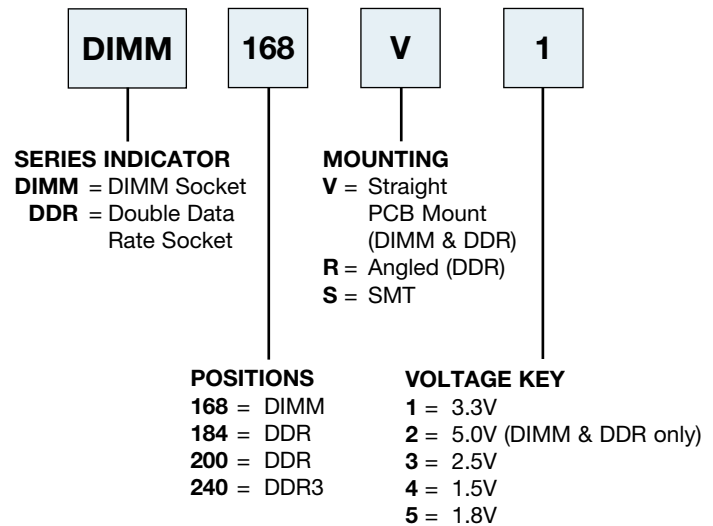 DIMM 168 V 1
SERIES INDICATOR
DIMM = DIMM Socket
DDR = Double Data
Rate Socket
MOUNTING
V = Straight
PCB Mount
(DIMM & DDR)
R = Angled (DDR)
S = SMT
POSITIONS
168 = DIMM
184 = DDR
200 = DDR
240 = DDR3
VOLTAGE KEY
1 = 3.3V
2 = 5.0V (DIMM & DDR only)
3 = 2.5V
4 = 1.5V
5 = 1.8V